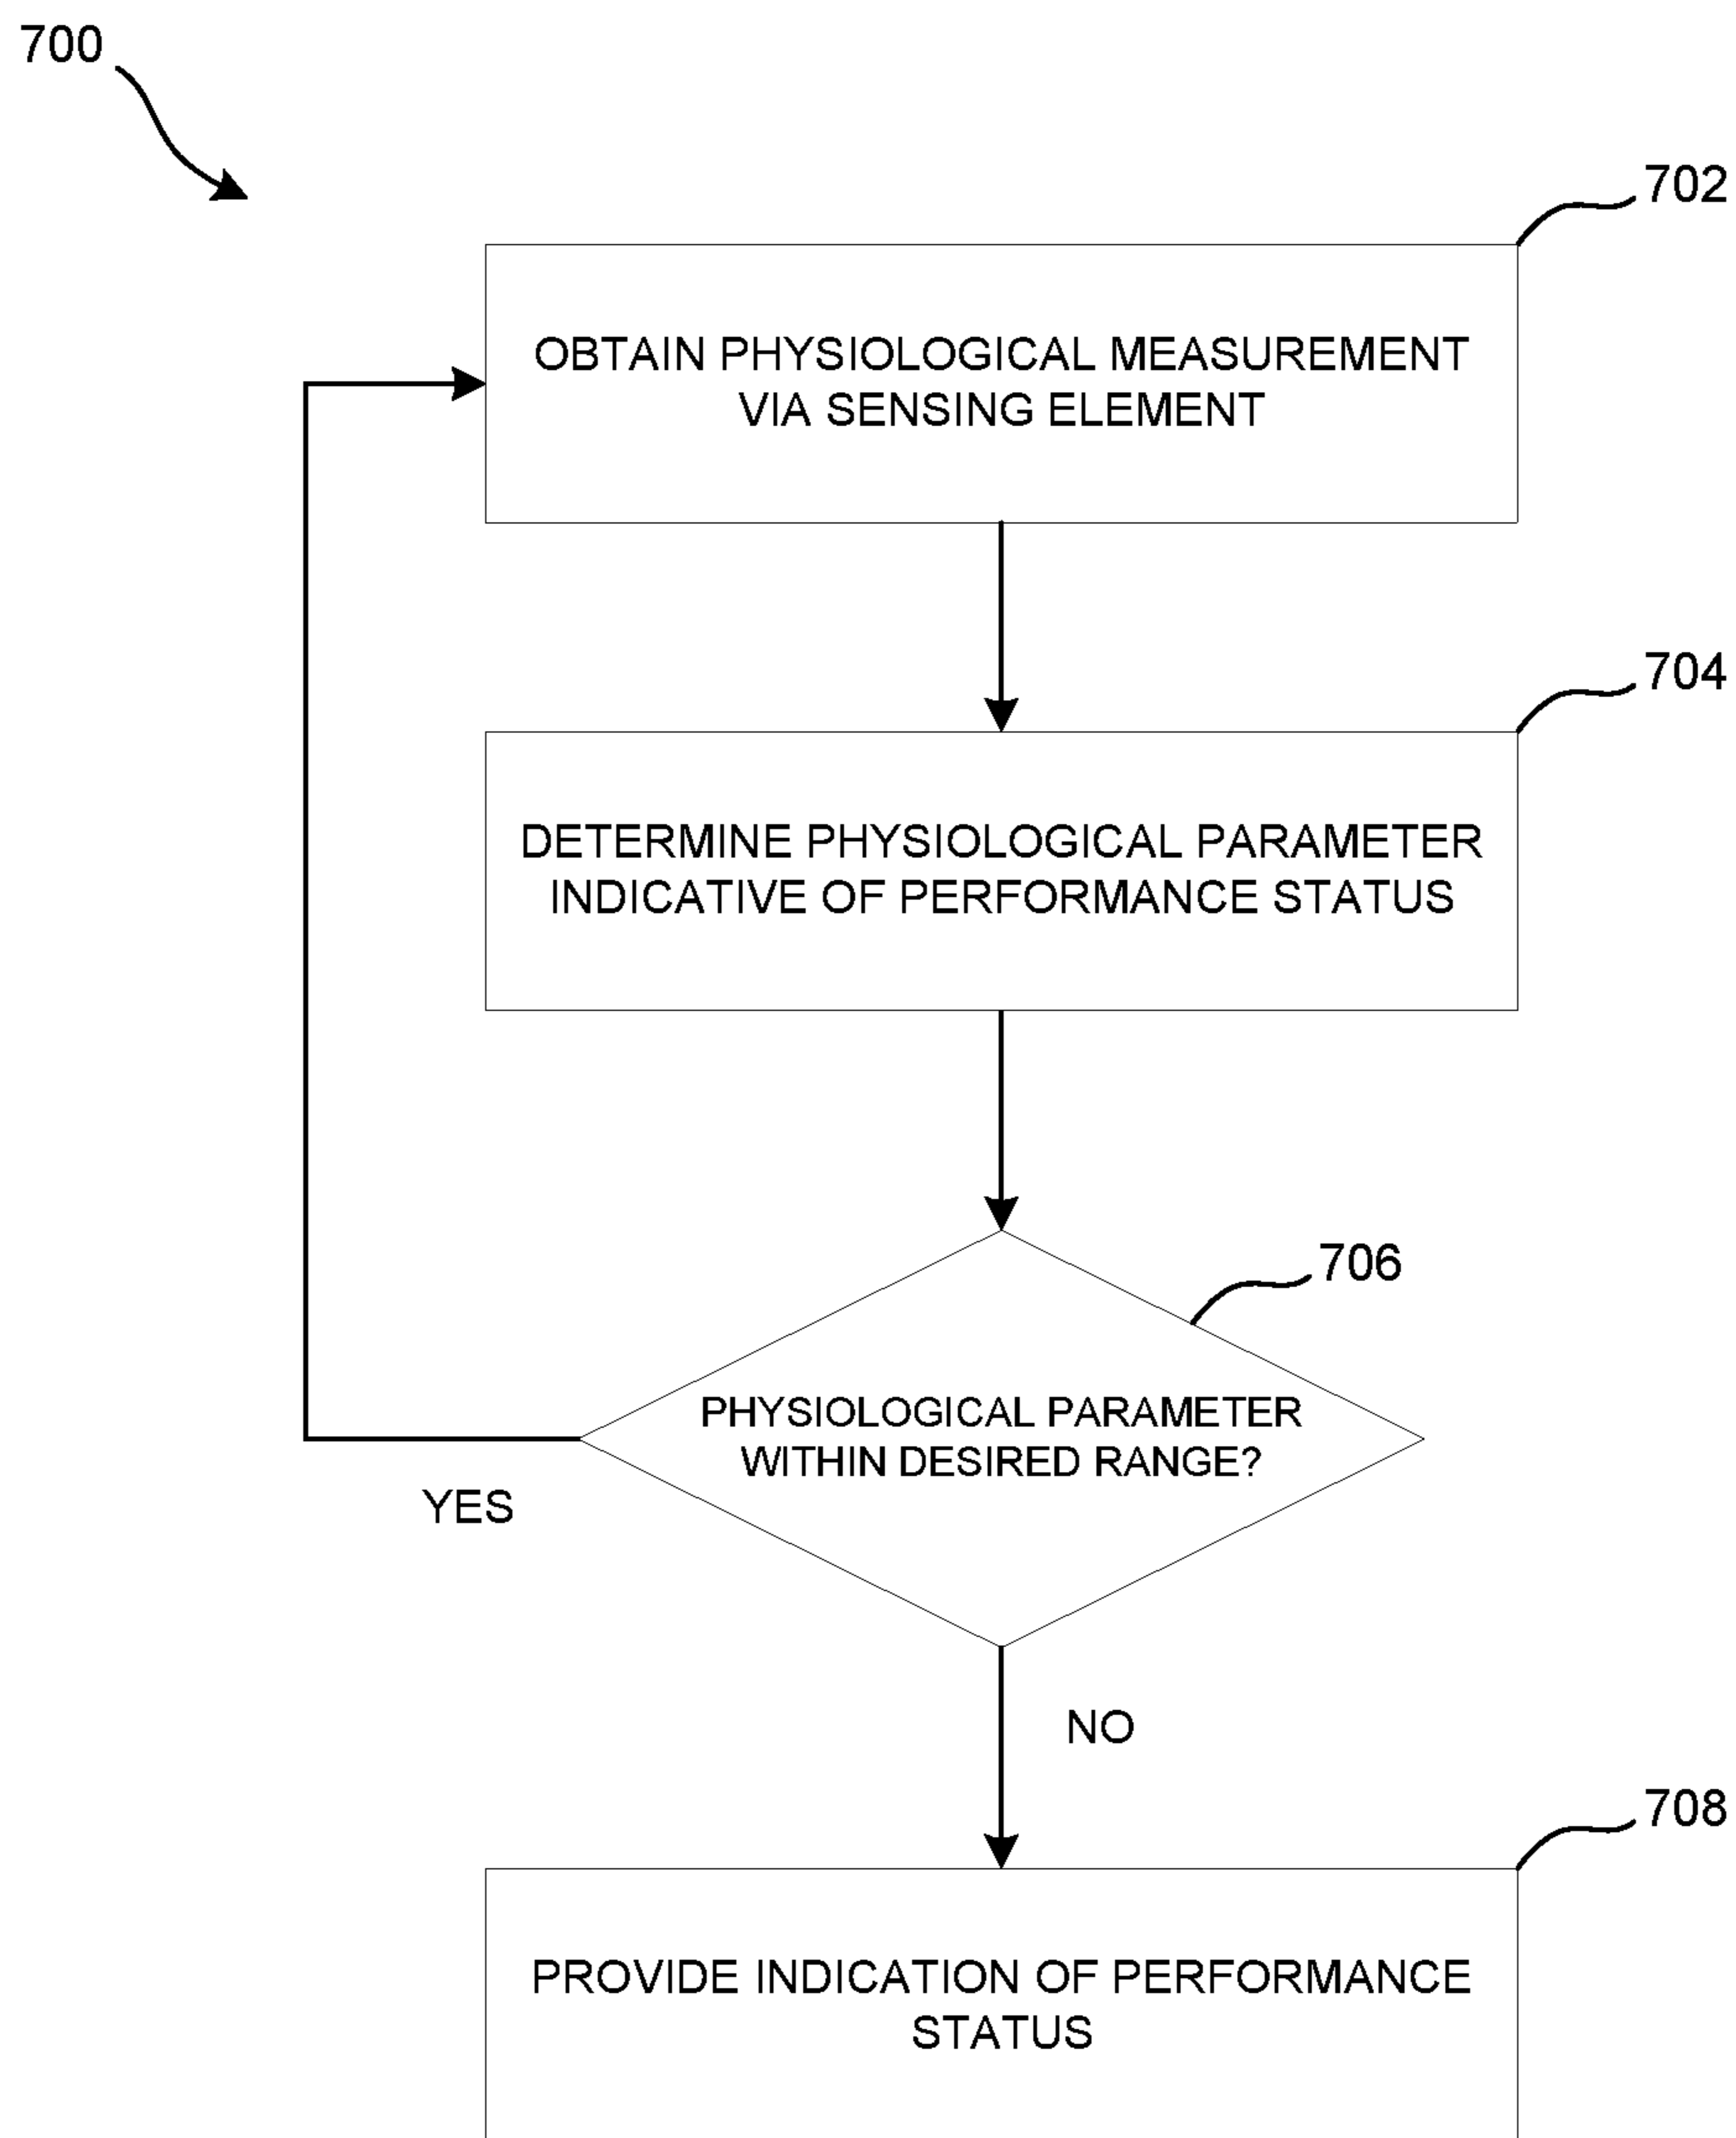 700
702
OBTAIN PHYSIOLOGICAL MEASUREMENT
VIA SENSING ELEMENT
704
DETERMINE PHYSIOLOGICAL PARAMETER
INDICATIVE OF PERFORMANCE STATUS
706
PHYSIOLOGICAL PARAMETER
WITHIN DESIRED RANGE?
YES
NO
708
PROVIDE INDICATION OF PERFORMANCE
STATUS